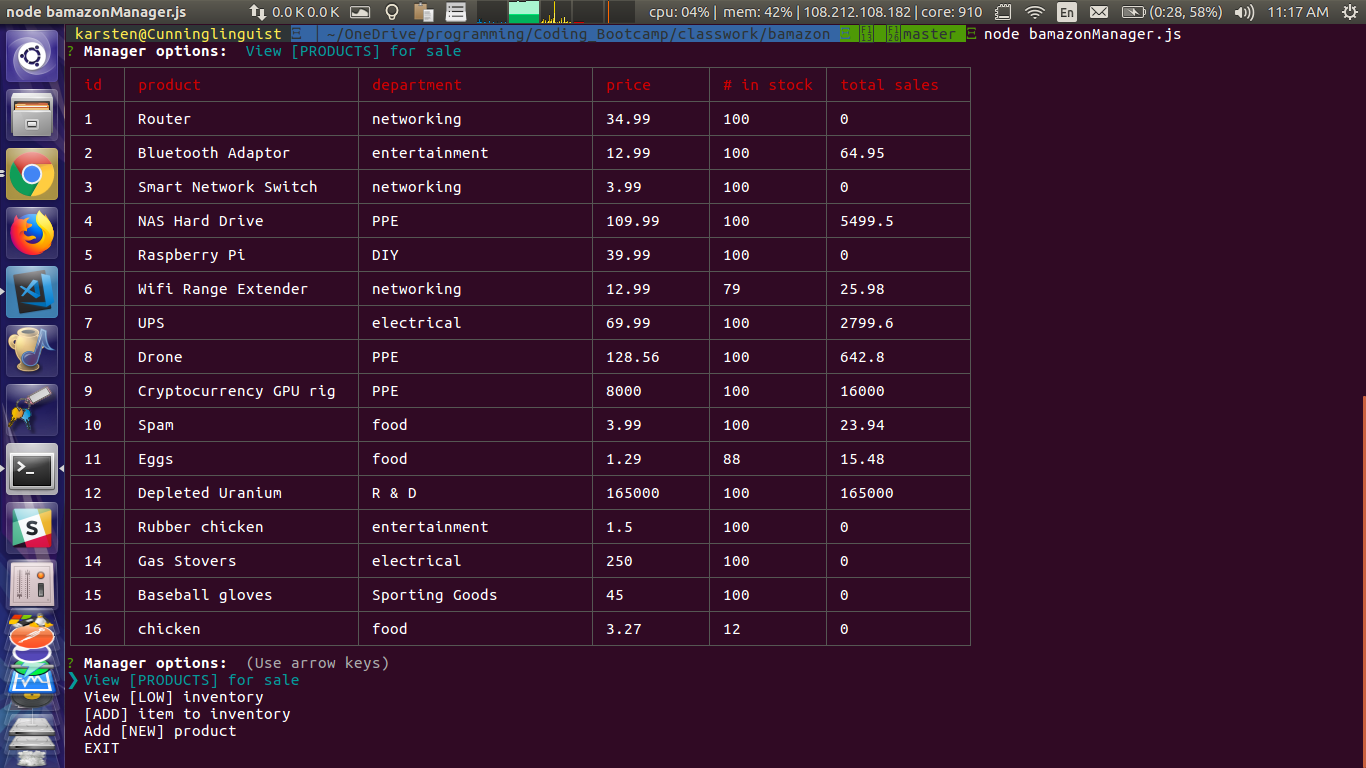 node bamazonManager.js 0.0 K 0.0 K cpu: 04% | mem: 42% | 108.212.108.182 | core: 910 En (0:28, 58%) 11:17 AM
karsten@Cunninglinguist ~/OneDrive/programming/Coding_Bootcamp/classwork/bamazon master node bamazonManager.js
? Manager options: View [PRODUCTS] for sale
id product department price # in stock total sales
1 Router networking 34.99 100 0
2 Bluetooth Adaptor entertainment 12.99 100 64.95
3 Smart Network Switch networking 3.99 100 0
4 NAS Hard Drive PPE 109.99 100 5499.5
5 Raspberry Pi DIY 39.99 100 0
6 Wifi Range Extender networking 12.99 79 25.98
7 UPS electrical 69.99 100 2799.6
8 Drone PPE 128.56 100 642.8
9 Cryptocurrency GPU rig PPE 8000 100 16000
10 Spam food 3.99 100 23.94
11 Eggs food 1.29 88 15.48
12 Depleted Uranium R & D 165000 100 165000
13 Rubber chicken entertainment 1.5 100 0
14 Gas Stovers electrical 250 100 0
15 Baseball gloves Sporting Goods 45 100 0
16 chicken food 3.27 12 0
? Manager options: (Use arrow keys)
❯ View [PRODUCTS] for sale
View [LOW] inventory
[ADD] item to inventory
Add [NEW] product
EXIT